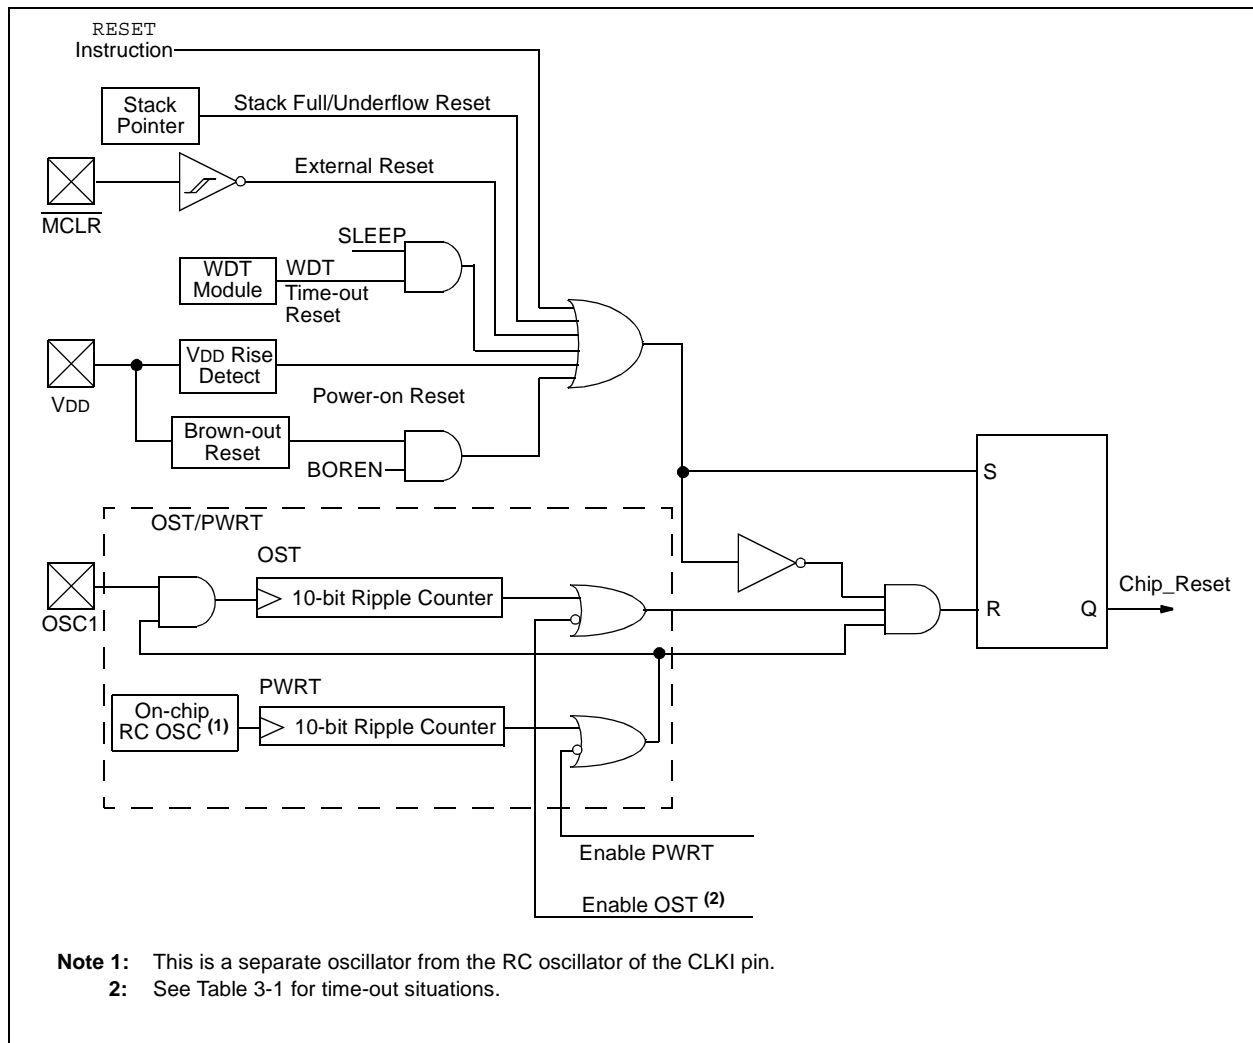 RESET
Instruction
Stack
Pointer
Stack Full/Underflow Reset
External Reset
MCLR
SLEEP
WDT
Module
WDT
Time-out
Reset
VDD Rise
Detect
VDD
Power-on Reset
Brown-out
Reset
BOREN
S
OST/PWRT
OST
10-bit Ripple Counter
OSC1
Chip_Reset
R
Q
PWRT
On-chip
RC OSC (1)
10-bit Ripple Counter
Enable PWRT
Enable OST (2)
Note 1: This is a separate oscillator from the RC oscillator of the CLKI pin.
2: See Table 3-1 for time-out situations.